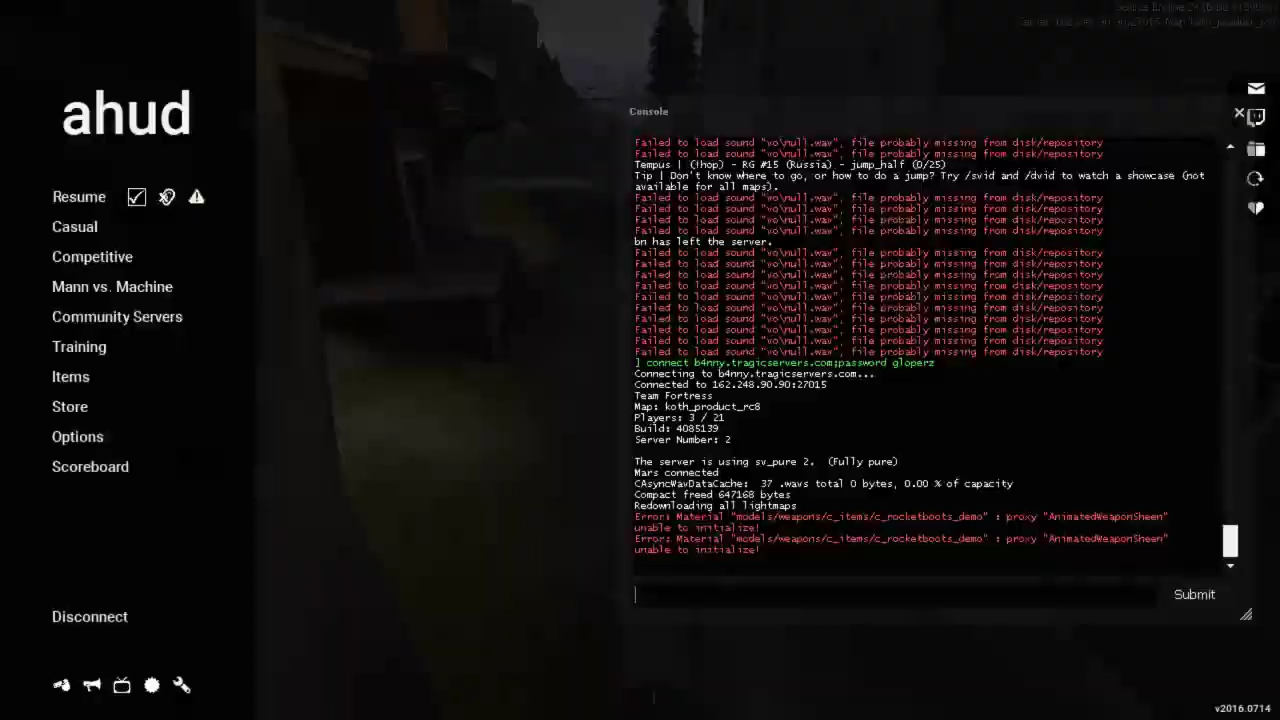 ahud
Resume
Casual
Competitive
Mann vs. Machine
Community Servers
Training
Items
Store
Options
Scoreboard
Disconnect
Console
Failed to load sound "vo\null.wav", file probably missing from disk/repository
Failed to load sound "vo\null.wav", file probably missing from disk/repository
Tempus | (!hop) - RG #15 (Russia) - jump_half (0/25)
Tip | Don't know where to go, or how to do a jump? Try /svid and /dvid to watch a showcase (not
available for all maps).
Failed to load sound "vo\null.wav", file probably missing from disk/repository
Failed to load sound "vo\null.wav", file probably missing from disk/repository
Failed to load sound "vo\null.wav", file probably missing from disk/repository
Failed to load sound "vo\null.wav", file probably missing from disk/repository
bn has left the server.
Failed to load sound "vo\null.wav", file probably missing from disk/repository
Failed to load sound "vo\null.wav", file probably missing from disk/repository
Failed to load sound "vo\null.wav", file probably missing from disk/repository
Failed to load sound "vo\null.wav", file probably missing from disk/repository
Failed to load sound "vo\null.wav", file probably missing from disk/repository
Failed to load sound "vo\null.wav", file probably missing from disk/repository
Failed to load sound "vo\null.wav", file probably missing from disk/repository
Failed to load sound "vo\null.wav", file probably missing from disk/repository
Failed to load sound "vo\null.wav", file probably missing from disk/repository
Failed to load sound "vo\null.wav", file probably missing from disk/repository
] connect b4nny.tragicservers.com;password gloperz
Connecting to b4nny.tragicservers.com...
Connected to 162.248.90.90:27015
Team Fortress
Map: koth_product_rc8
Players: 3 / 21
Build: 4085139
Server Number: 2
The server is using sv_pure 2. (Fully pure)
Mars connected
CAsyncWavDataCache: 37 .wavs total 0 bytes, 0.00 % of capacity
Compact freed 647168 bytes
Redownloading all lightmaps
Error: Material "models/weapons/c_items/c_rocketboots_demo" : proxy "AnimatedWeaponSheen"
unable to initialize!
Error: Material "models/weapons/c_items/c_rocketboots_demo" : proxy "AnimatedWeaponSheen"
unable to initialize!
Submit
v2016.0714